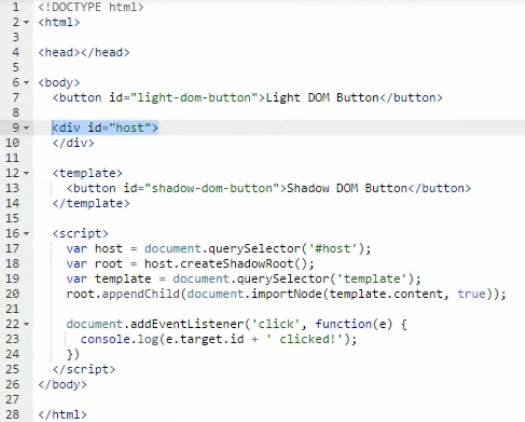 1 <!DOCTYPE html>
2 <html>
3
4 <head></head>
5
6 <body>
7 <button id="light-dom-button">Light DOM Button</button>
8
9 <div id="host">
10 </div>
11
12 <template>
13 <button id="shadow-dom-button">Shadow DOM Button</button>
14 </template>
15
16 <script>
17 var host = document.querySelector('#host');
18 var root = host.createShadowRoot();
19 var template = document.querySelector('template');
20 root.appendChild(document.importNode(template.content, true));
21
22 document.addEventListener('click', function(e) {
23 console.log(e.target.id + ' clicked!');
24 })
25 </script>
26 </body>
27
28 </html>